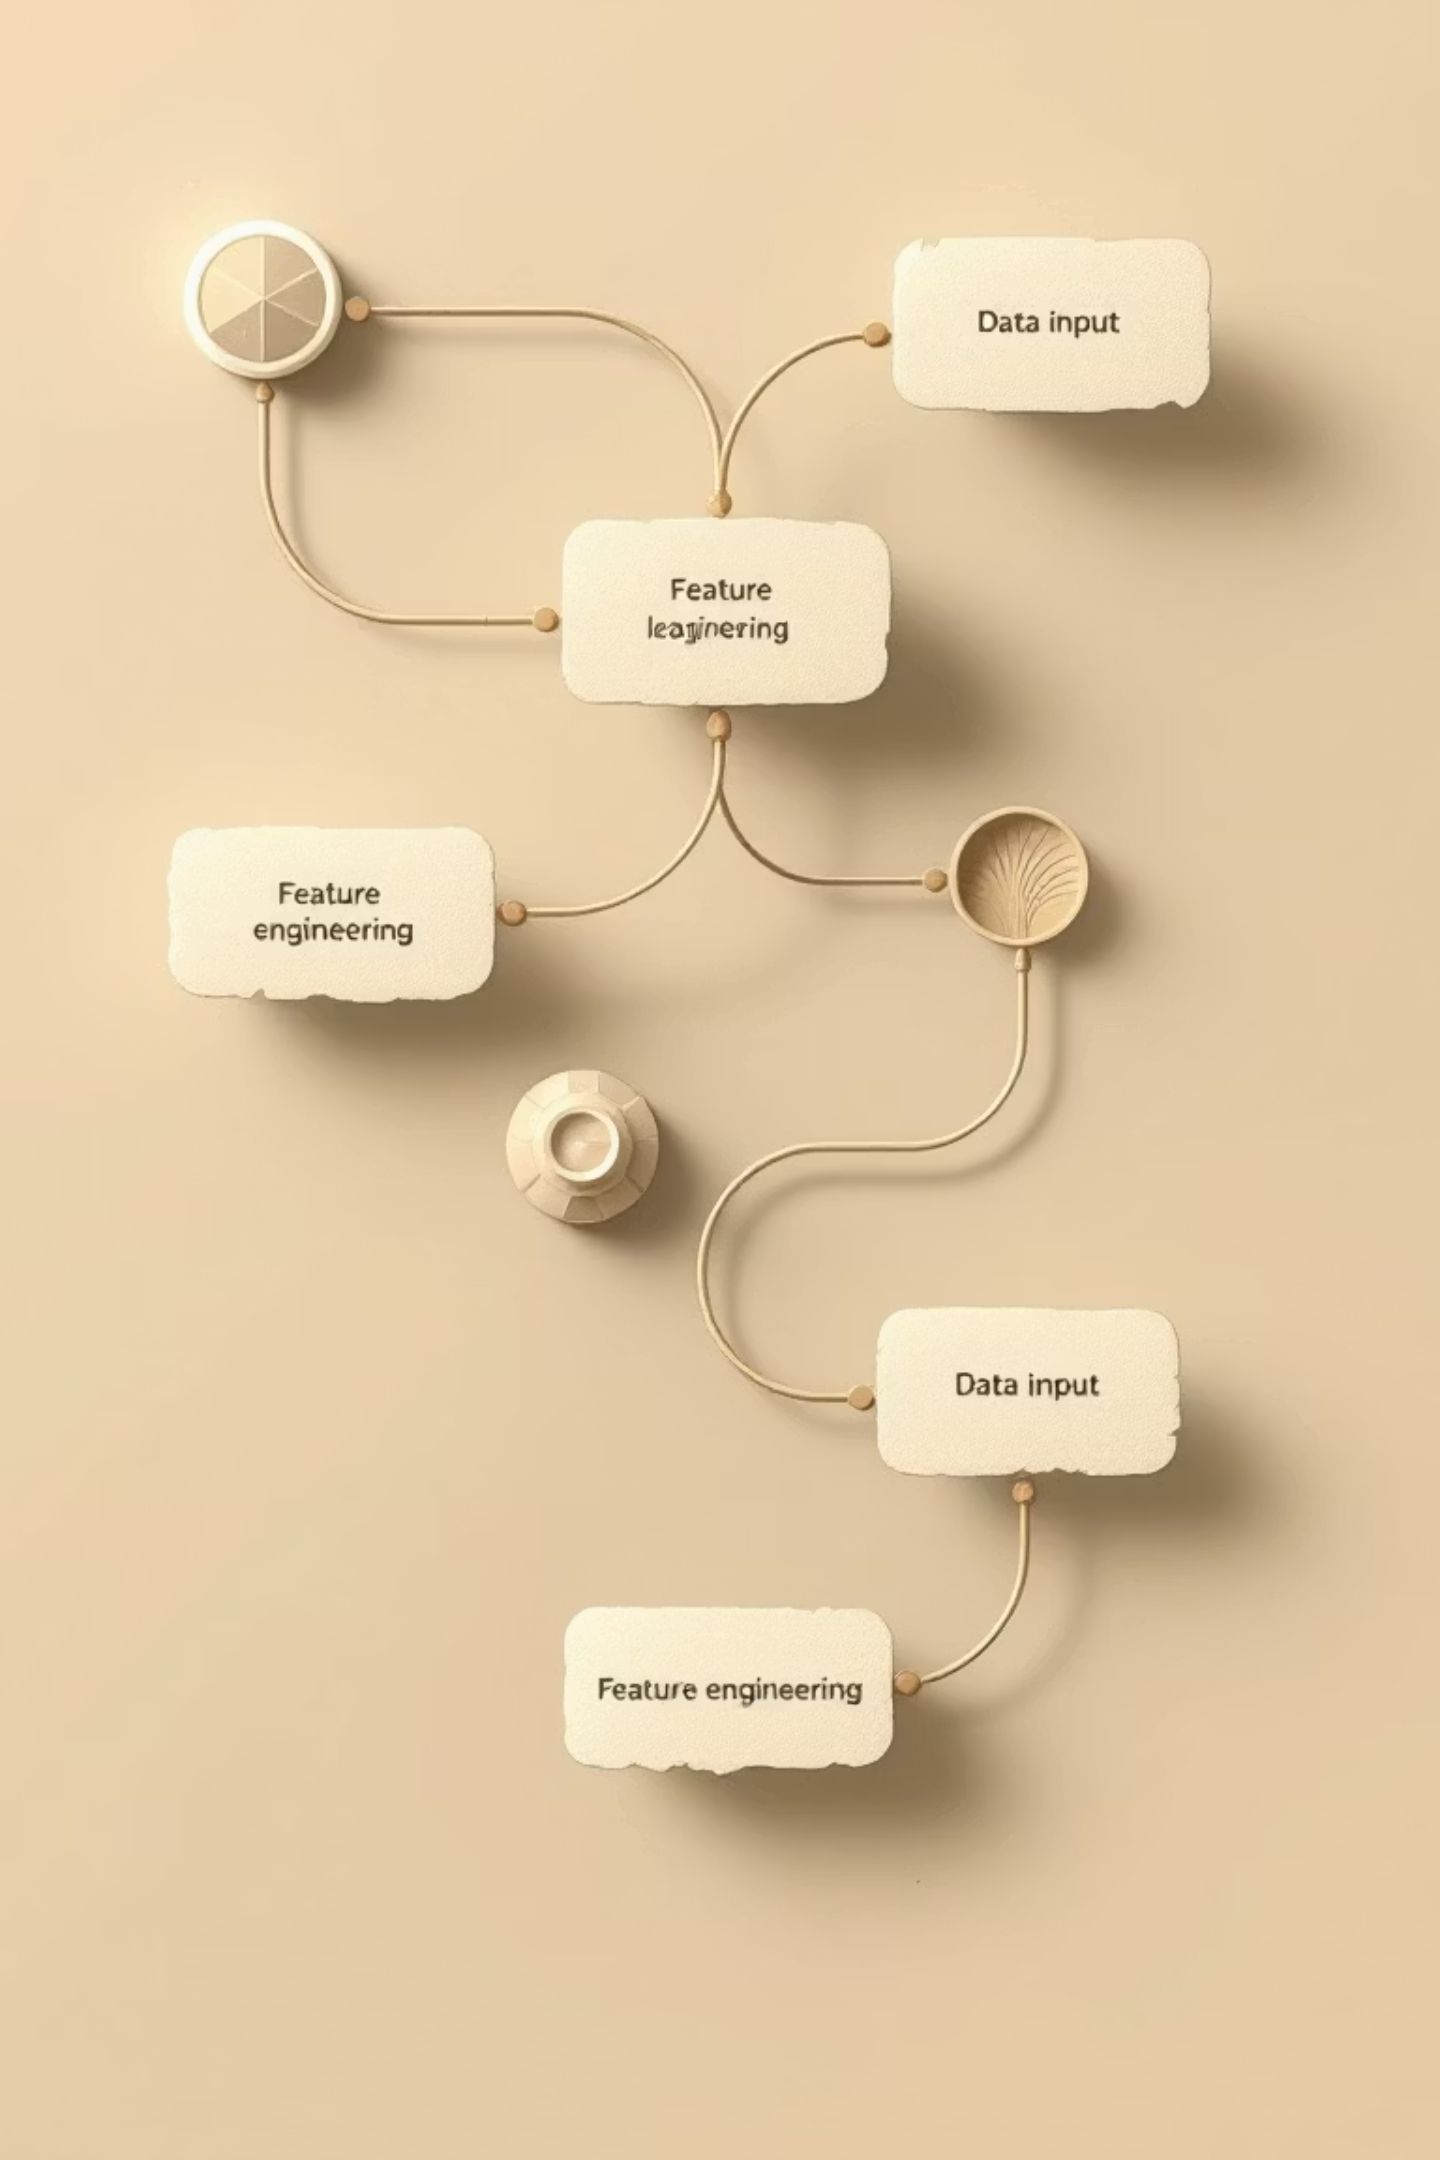 Data input
Feature
Feature
engineering
Data input
Feature engineering